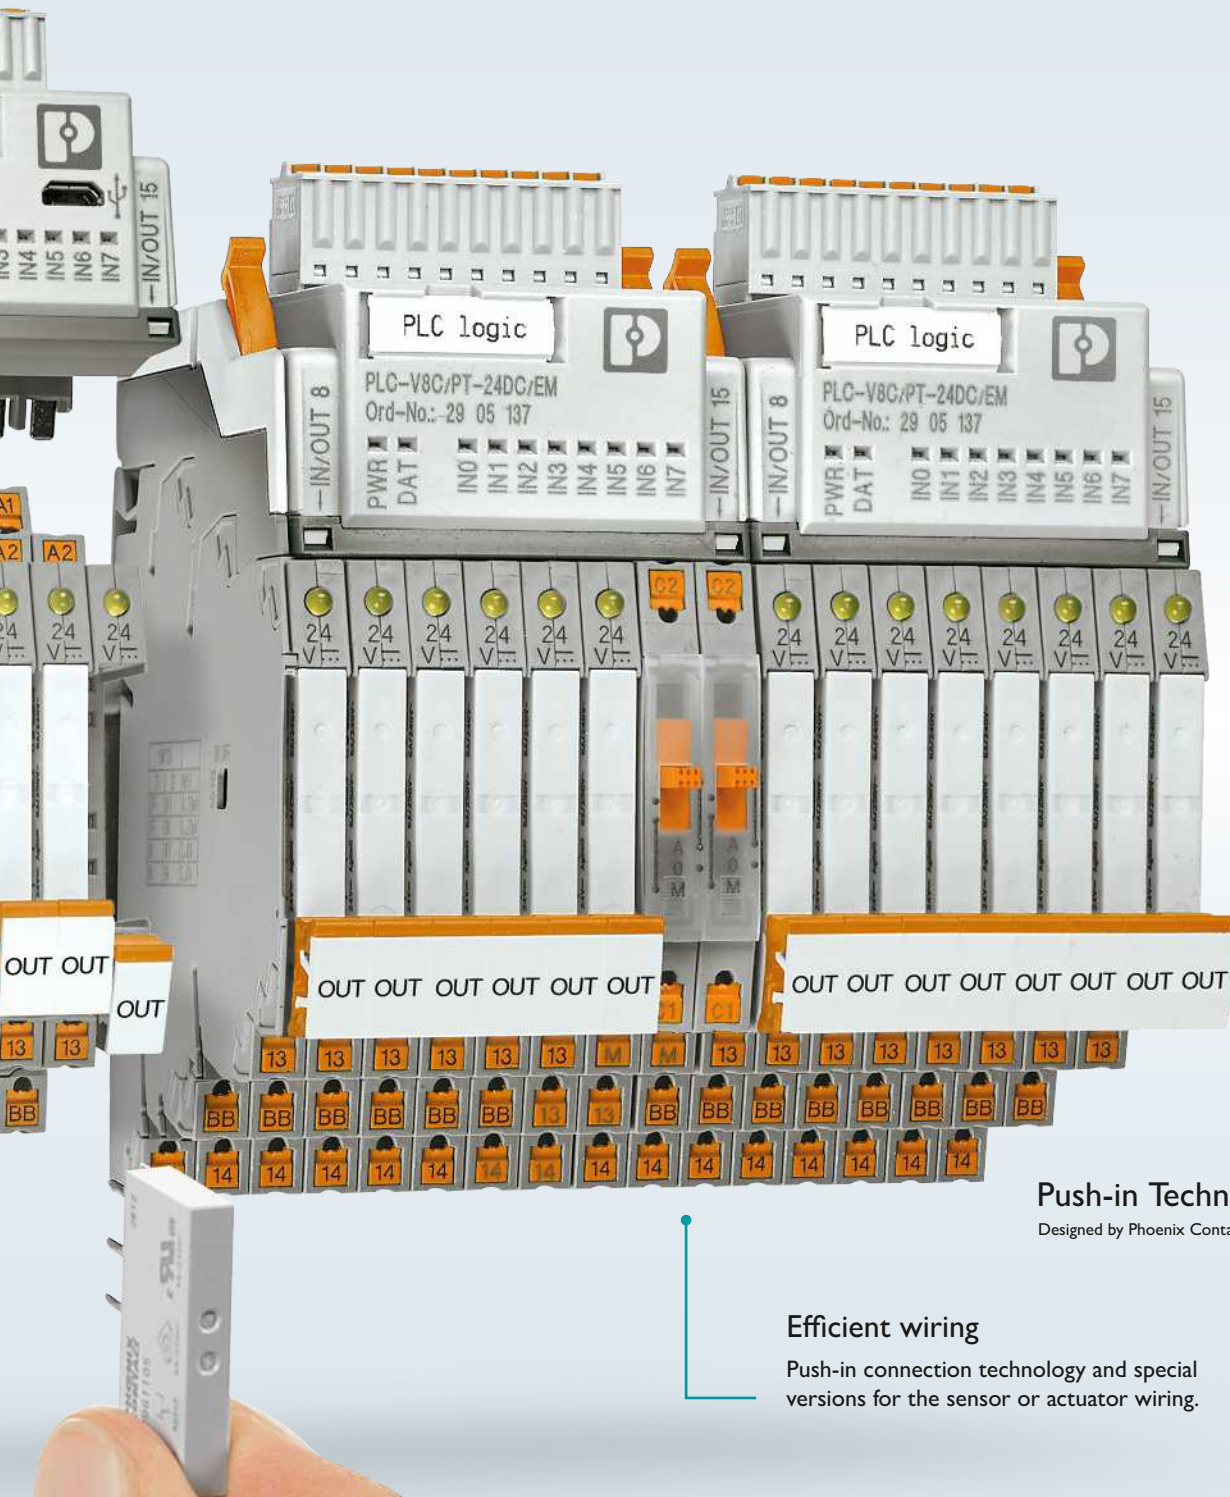 IN3
IN4
IN5
IN6
IN7
IN/OUT 15
PLC logic
PLC-V8C/PT-24DC/EM
Ord-No.: 29 05 137
IN/OUT 8
PWR
DAT
IN0
IN1
IN2
IN3
IN4
IN5
IN6
IN7
IN/OUT 15
PLC logic
PLC-V8C/PT-24DC/EM
Ord-No.: 29 05 137
IN/OUT 8
PWR
DAT
IN0
IN1
IN2
IN3
IN4
IN5
IN6
IN7
IN/OUT 15
A1
A2 A2
24 24 24
V V V
C2 C2
24 24 24 24 24 24
V V V V V V
24 24 24 24 24 24 24 24
V V V V V V V V
A A
0 0
M M
OUT OUT
OUT
OUT OUT OUT OUT OUT OUT
C1 C1
OUT OUT OUT OUT OUT OUT OUT OUT
13 13
BB
13 13 13 13 13 13 M M 13 13 13 13 13 13 13 13
BB BB BB BB BB BB 13 13 BB BB BB BB BB BB BB BB
14 14 14 14 14 14 14 14 14 14 14 14 14 14 14
PHOENIX
CONTACT
2961105
Push-in Techn
Designed by Phoenix Conta
Efficient wiring
Push-in connection technology and special
versions for the sensor or actuator wiring.